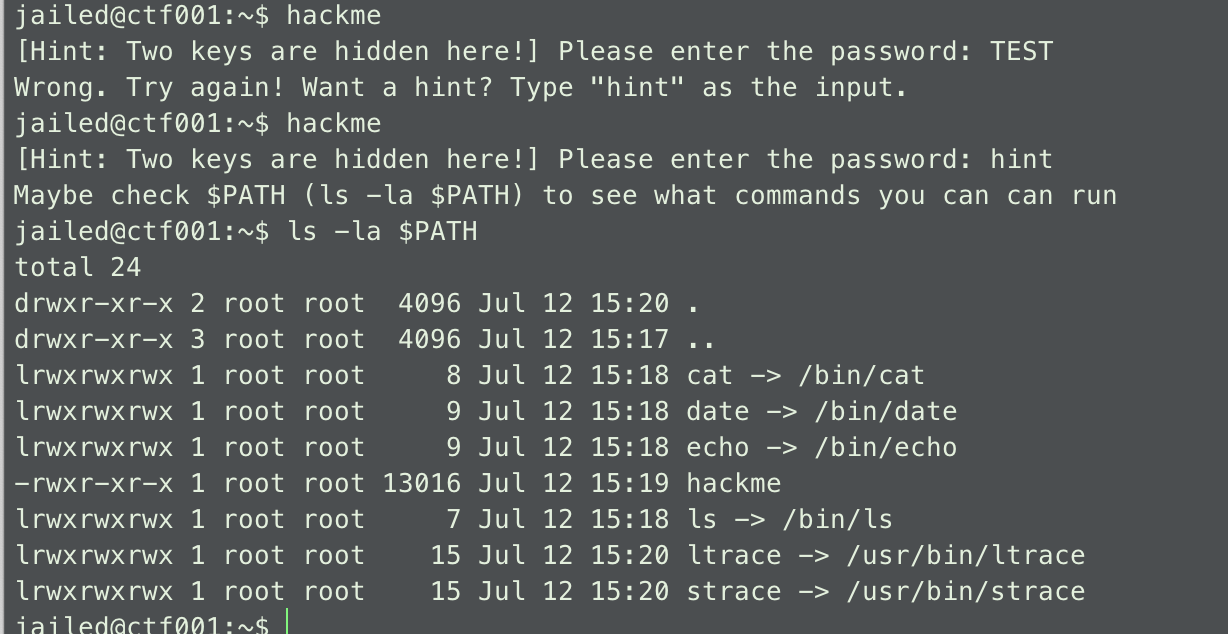 jailed@ctf001:~$ hackme
[Hint: Two keys are hidden here!] Please enter the password: TEST
Wrong. Try again! Want a hint? Type "hint" as the input.
jailed@ctf001:~$ hackme
[Hint: Two keys are hidden here!] Please enter the password: hint
Maybe check $PATH (ls -la $PATH) to see what commands you can can run
jailed@ctf001:~$ ls -la $PATH
total 24
drwxr-xr-x 2 root root  4096 Jul 12 15:20 .
drwxr-xr-x 3 root root  4096 Jul 12 15:17 ..
lrwxrwxrwx 1 root root     8 Jul 12 15:18 cat -> /bin/cat
lrwxrwxrwx 1 root root     9 Jul 12 15:18 date -> /bin/date
lrwxrwxrwx 1 root root     9 Jul 12 15:18 echo -> /bin/echo
-rwxr-xr-x 1 root root 13016 Jul 12 15:19 hackme
lrwxrwxrwx 1 root root     7 Jul 12 15:18 ls -> /bin/ls
lrwxrwxrwx 1 root root    15 Jul 12 15:20 ltrace -> /usr/bin/ltrace
lrwxrwxrwx 1 root root    15 Jul 12 15:20 strace -> /usr/bin/strace
jailed@ctf001:~$